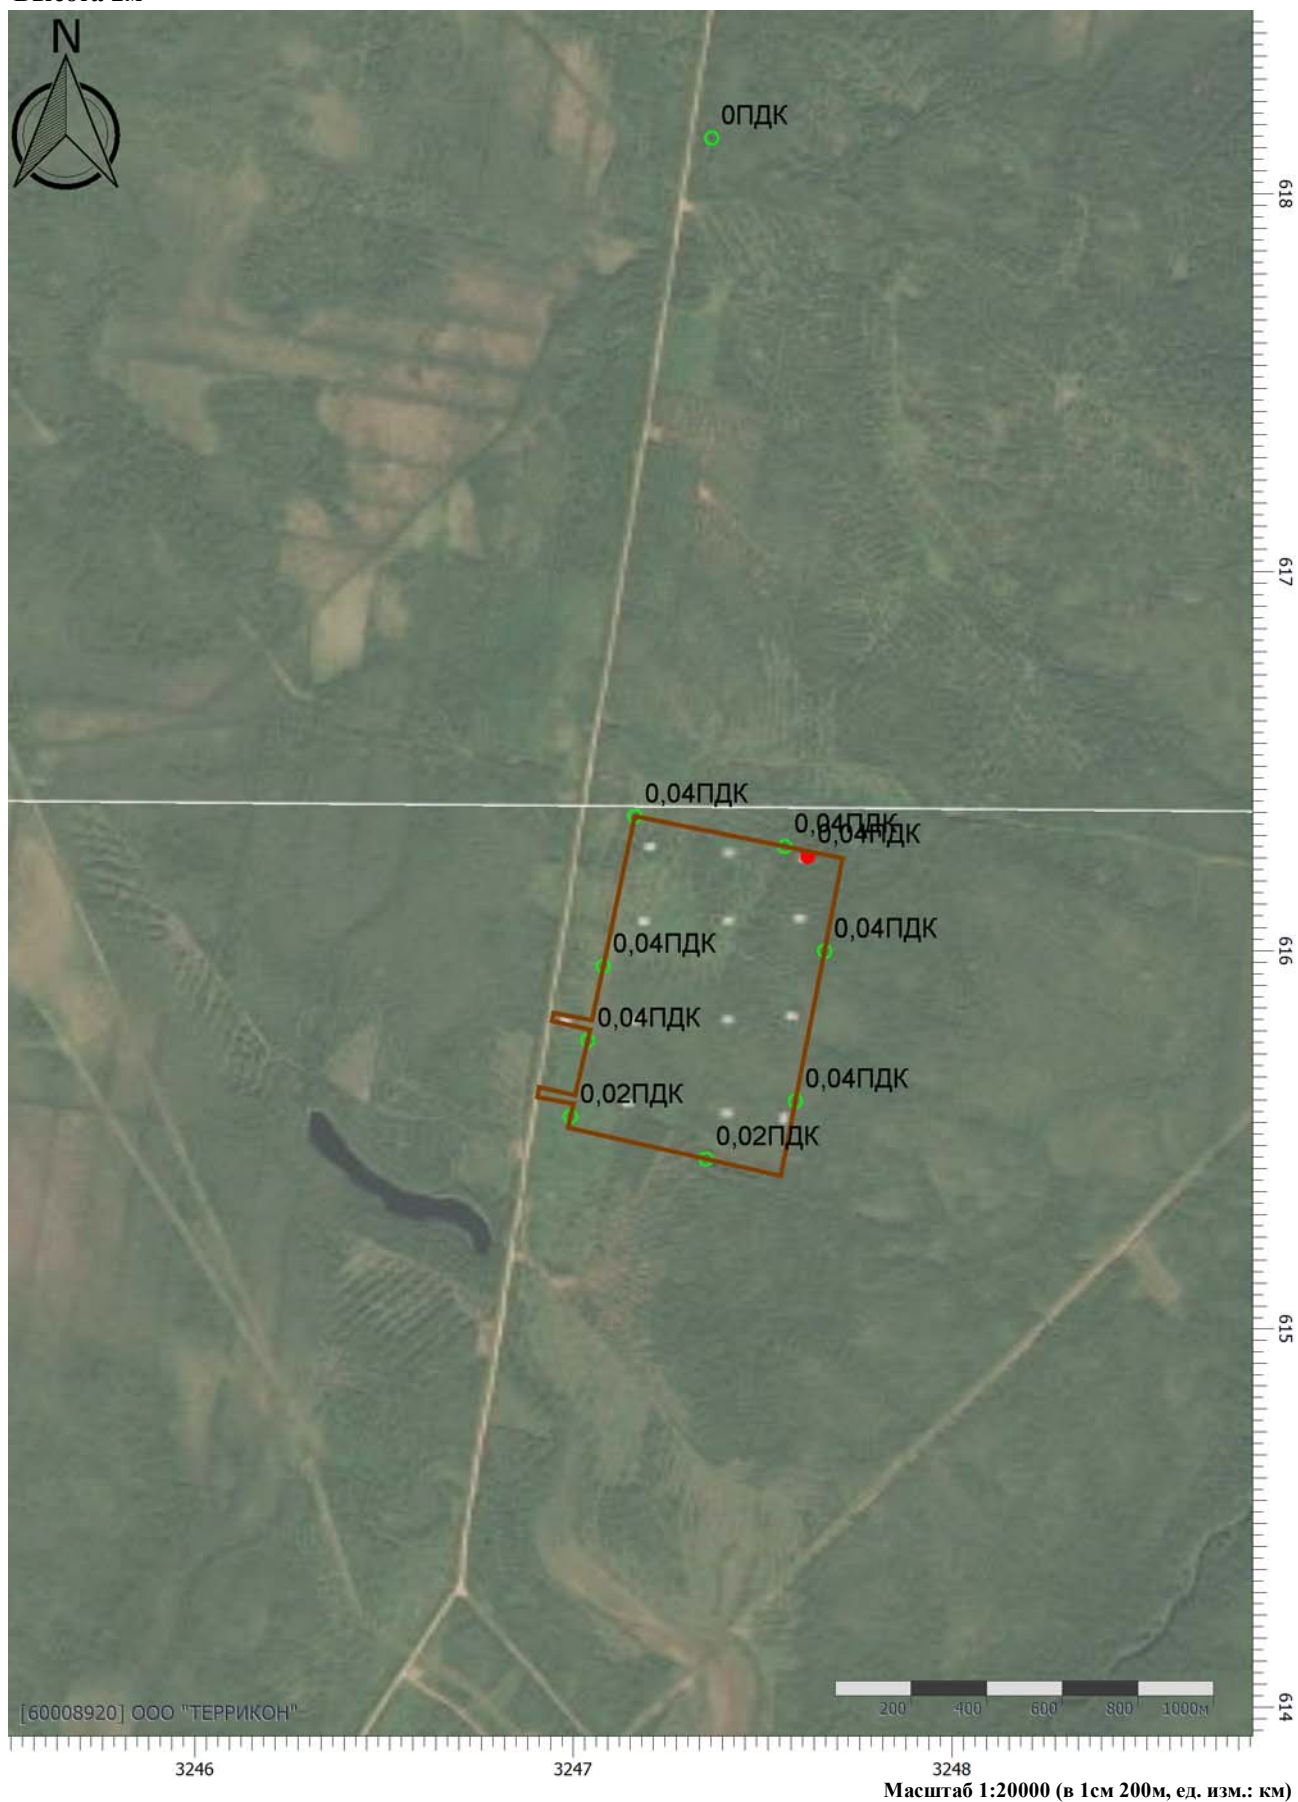 N
0ПДК
618
617
0,04ПДК
0,04ПДК
0,04ПДК
0,04ПДК
0,04ПДК
616
0,04ПДК
0,04ПДК
0,02ПДК
0,02ПДК
615
[60008920] ООО "ТЕРРИКОН"
200 400 600 800 1000м
614
3246 3247 3248
Масштаб 1:20000 (в 1см 200м, ед. изм.: км)